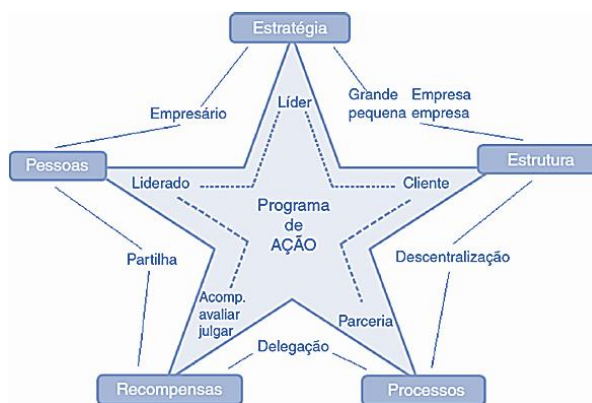 Estratégia
Líder
Empresário
Grande Empresa
pequena empresa
Pessoas
Estrutura
Liderado
Cliente
Programa
de
AÇÃO
Partilha
Descentralização
Acomp.
avaliar
julgar
Parceria
Delegação
Recompensas
Processos